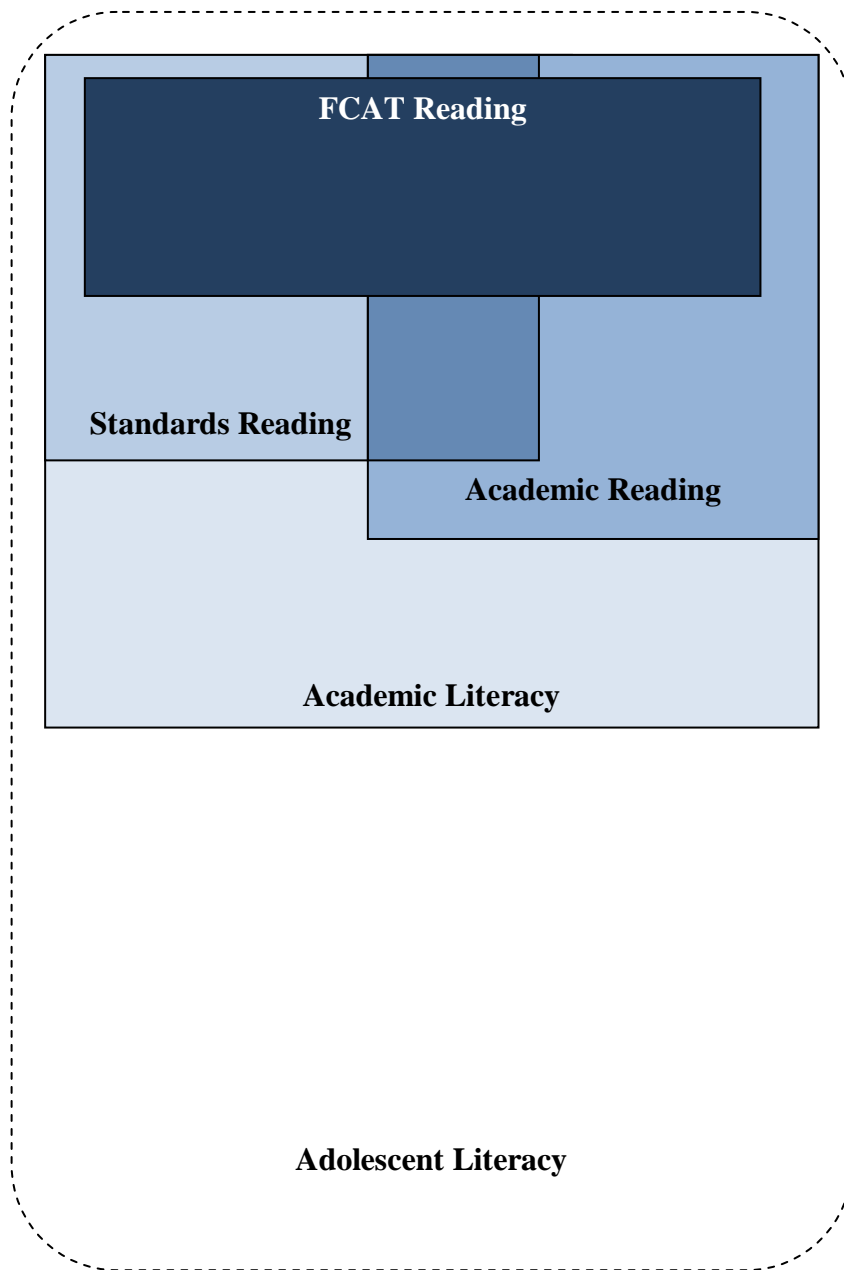 FCAT Reading
Standards Reading
Academic Reading
Academic Literacy
Adolescent Literacy